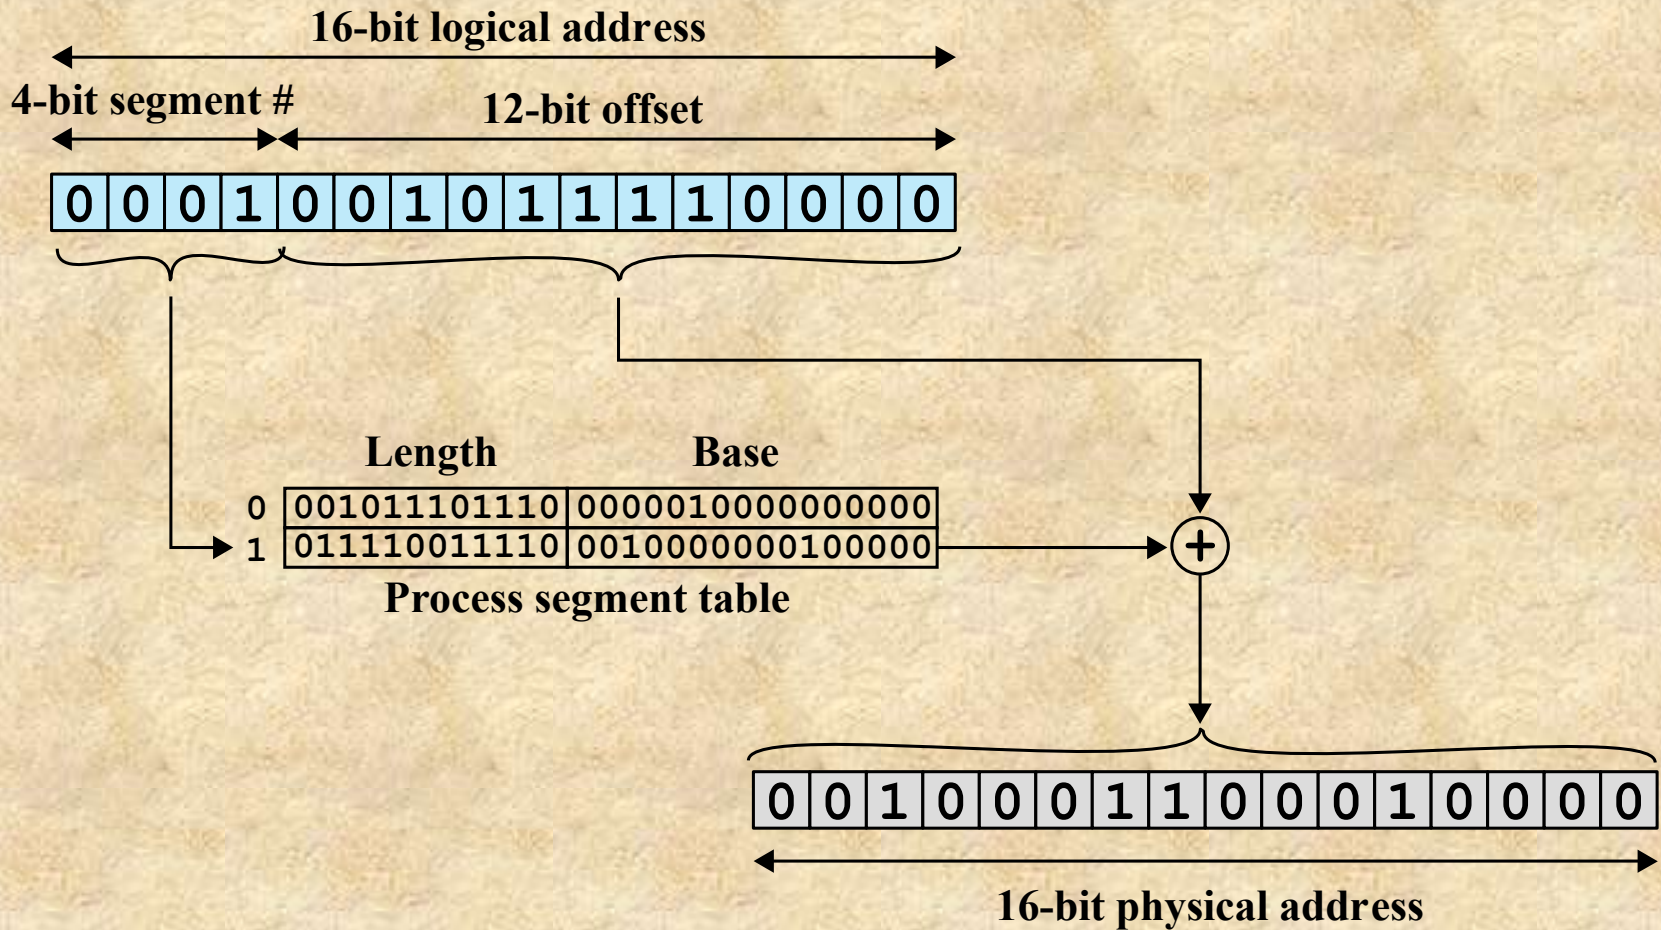 16-bit logical address
4-bit segment # 12-bit offset
0 0 0 1 0 0 1 0 1 1 1 1 0 0 0 0
Length Base
0 001011101110 0000010000000000
1 011110011110 0010000000100000
+
Process segment table
0 0 1 0 0 0 1 1 0 0 0 1 0 0 0 0
16-bit physical address